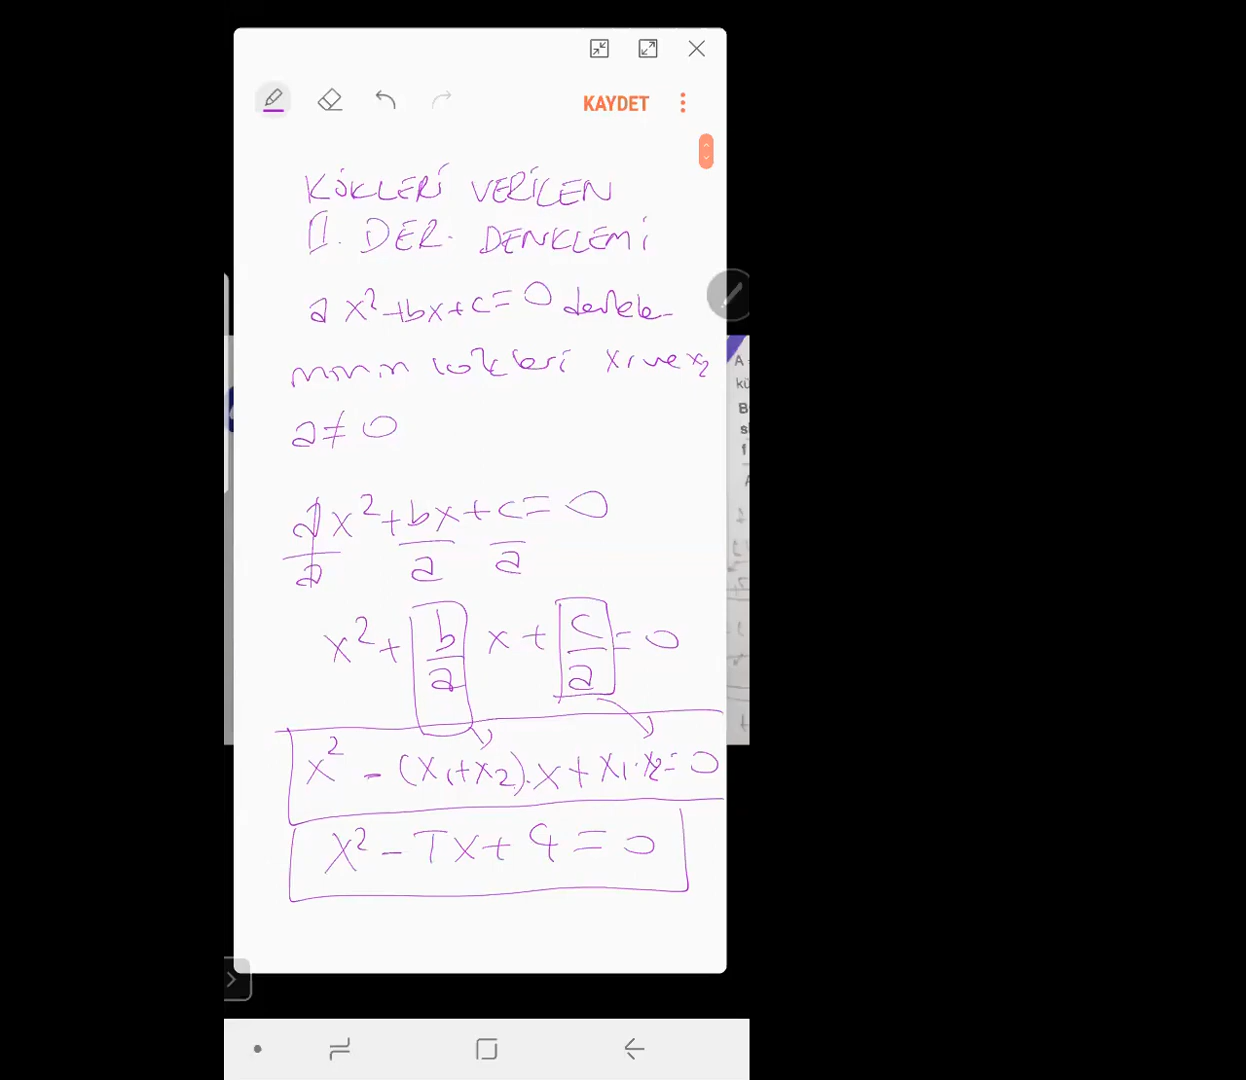 KAYDET
KÖKLERİ VERİLEN
II. DER. DENKLEMİ
ax²+bx+c=0 denkle-
minin kökleri x₁ ve x₂
a≠0
ax²+bx+c=0
a a a
x²+ b/a x+ c/a =0
x² - (x₁+x₂).x+x₁.x₂=0
x²-Tx+Ç=0
A
kü
B